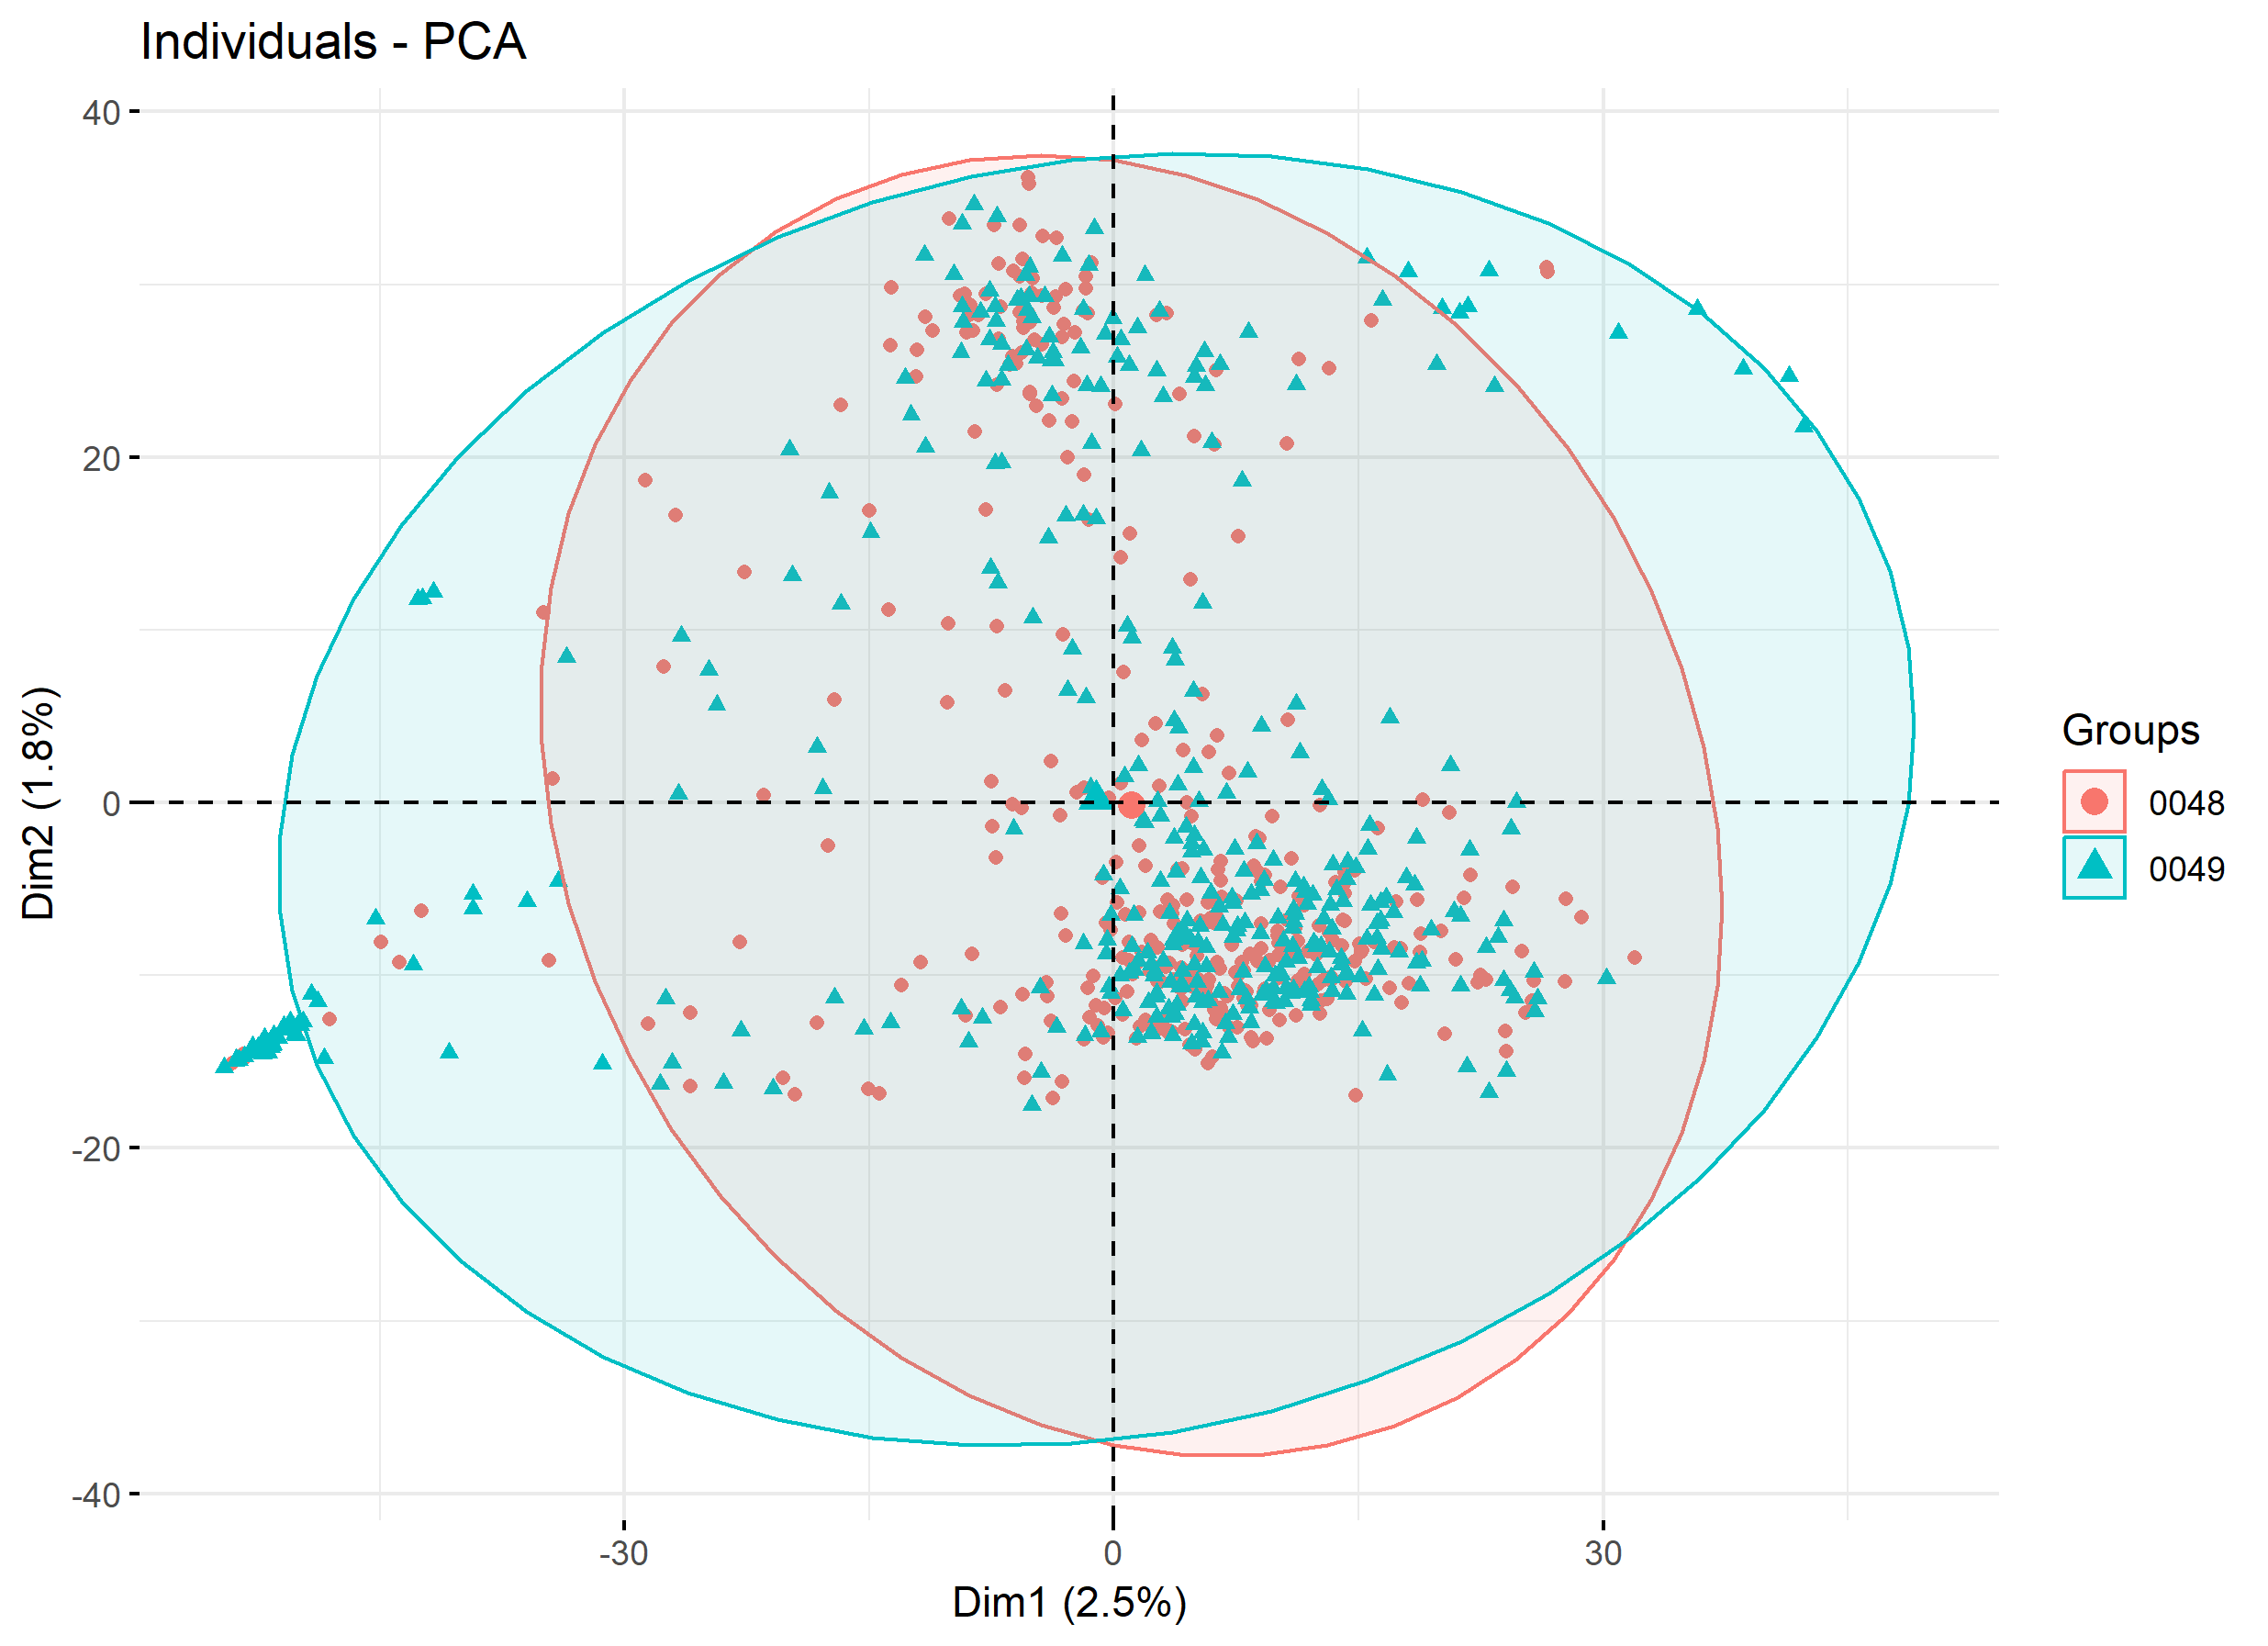 Individuals - PCA
40
20
0
-20
-40
Dim2 (1.8%)
-30
0
30
Dim1 (2.5%)
Groups
0048
0049